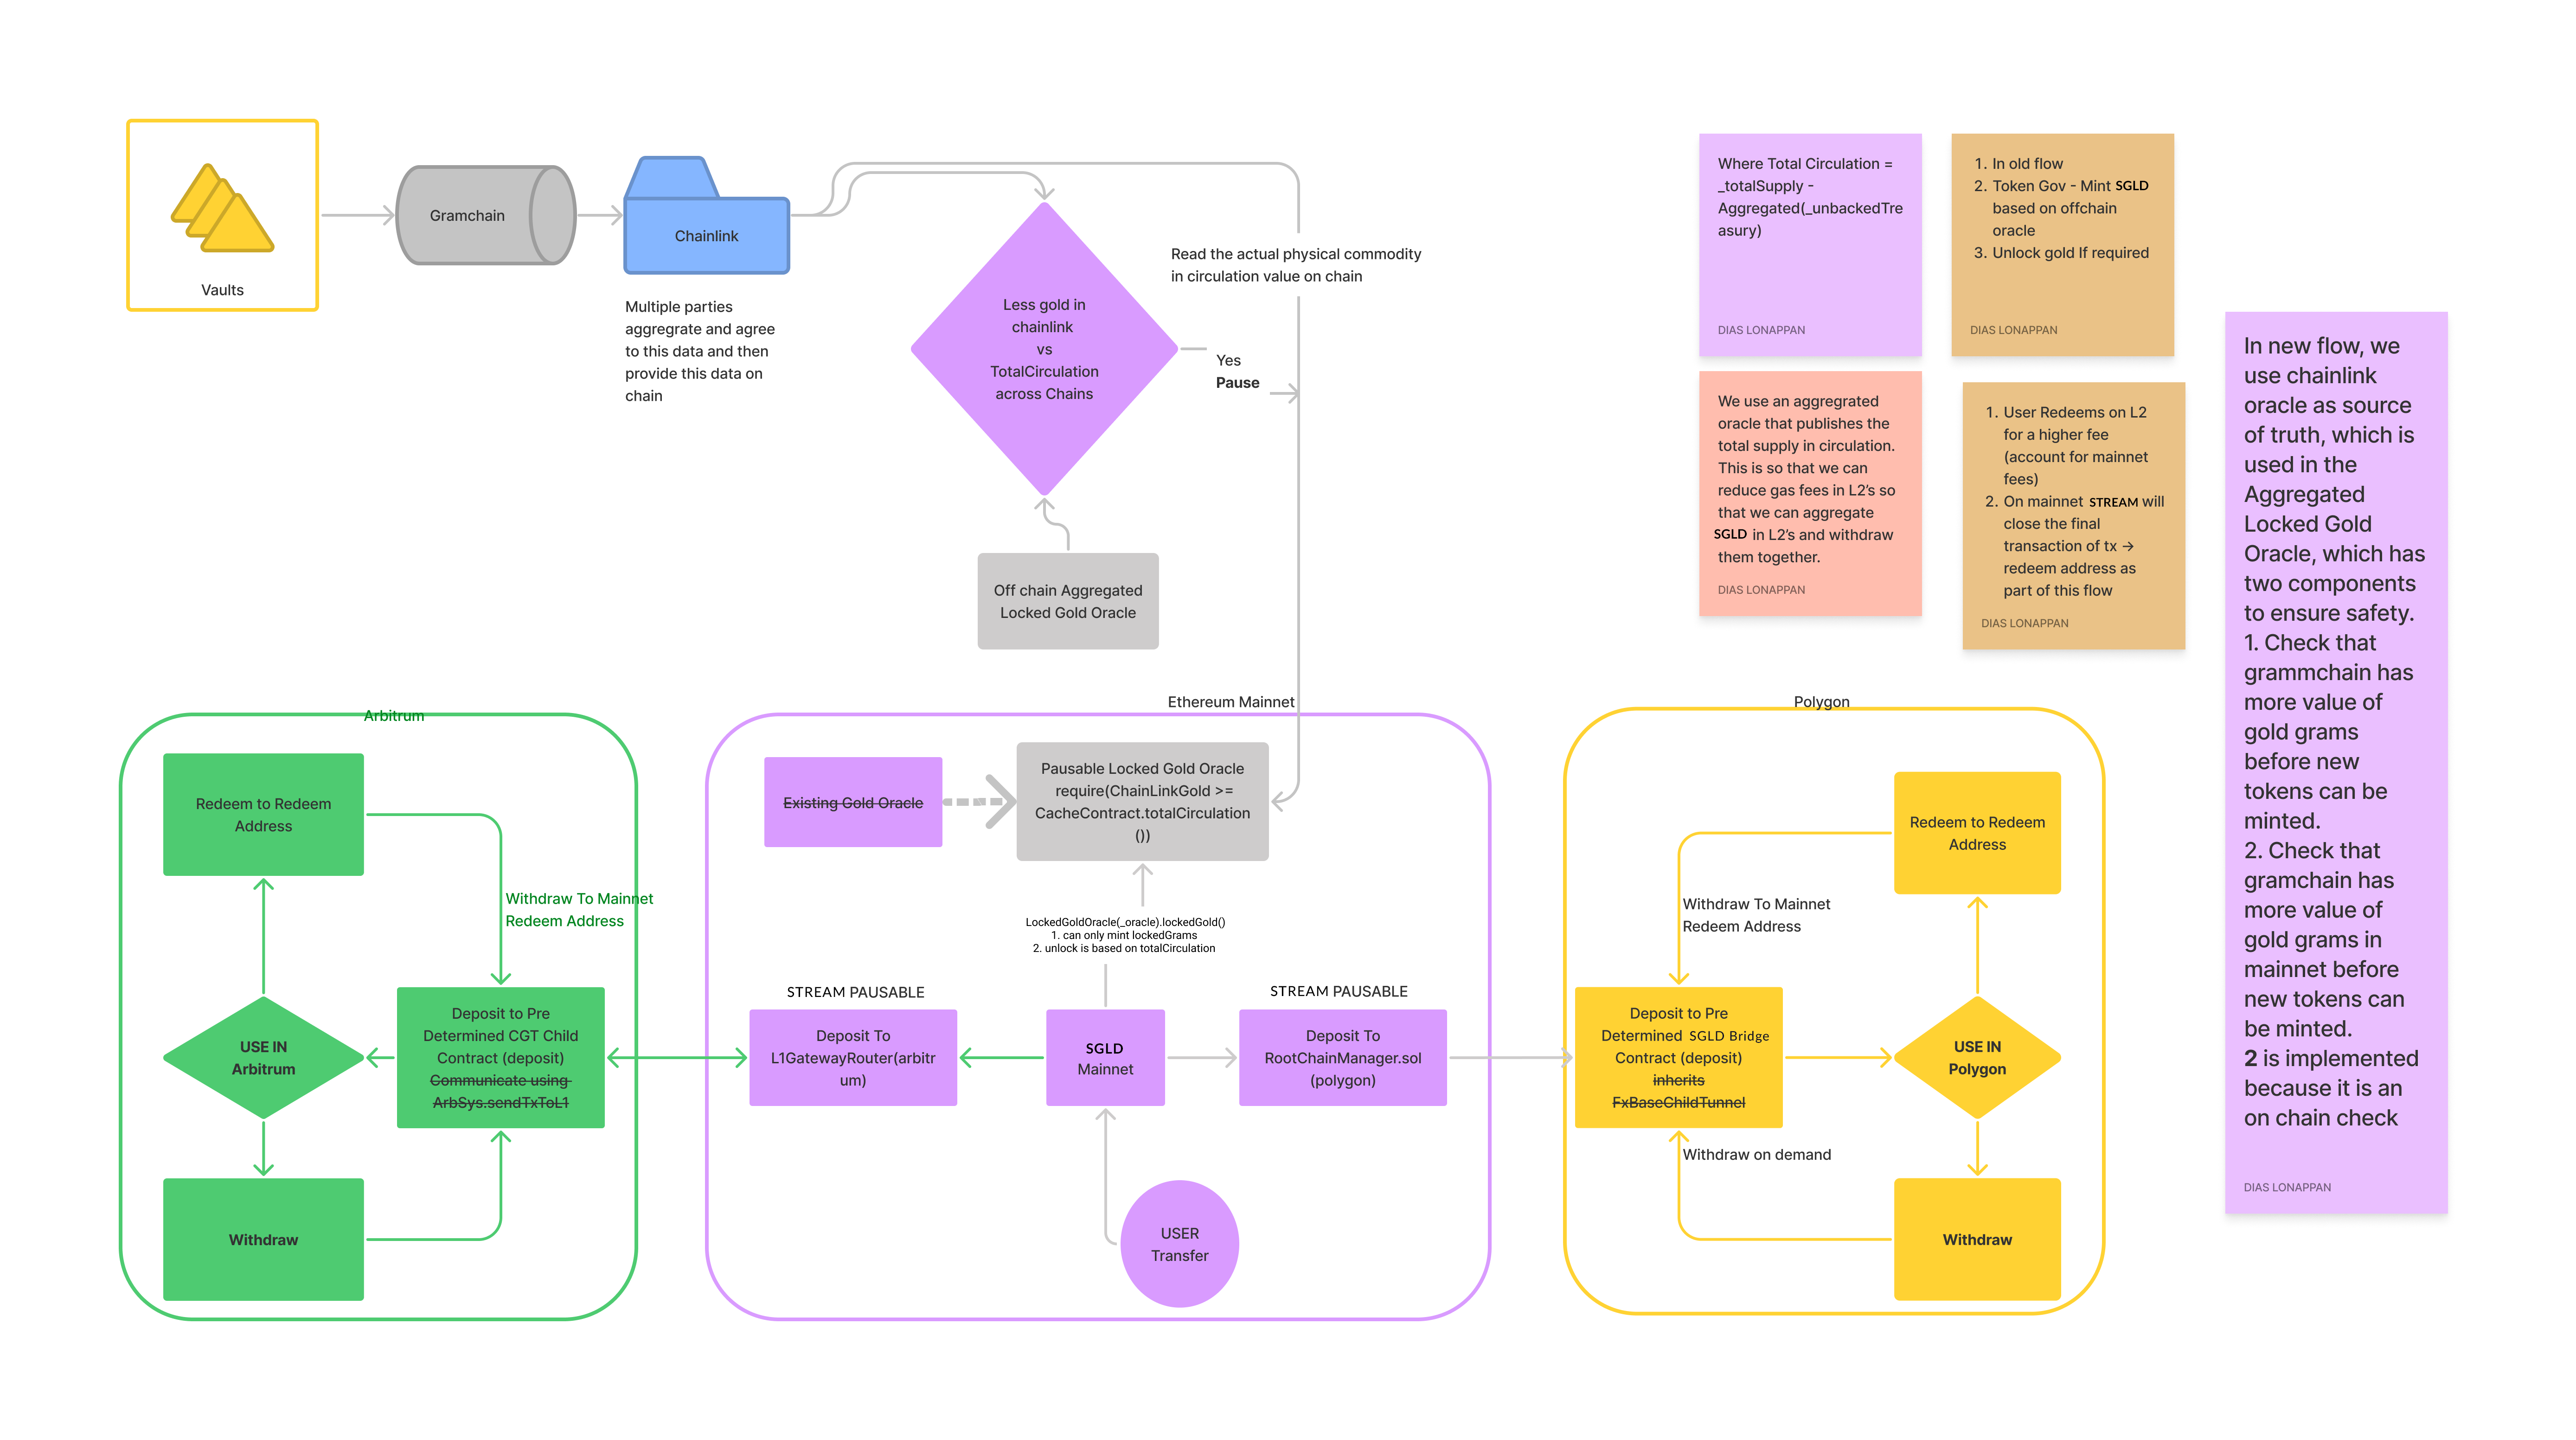 Vaults
Gramchain
Chainlink
Multiple parties
aggregrate and agree
to this data and then
provide this data on
chain
Less gold in
chainlink
vs
TotalCirculation
across Chains
Yes
Pause
Read the actual physical commodity
in circulation value on chain
Off chain Aggregated
Locked Gold Oracle
Where Total Circulation =
_totalSupply -
Aggregated(_unbackedTre
asury)
DIAS LONAPPAN
1. In old flow
2. Token Gov - Mint SGLD
based on offchain
oracle
3. Unlock gold If required
DIAS LONAPPAN
We use an aggregrated
oracle that publishes the
total supply in circulation.
This is so that we can
reduce gas fees in L2's so
that we can aggregate
SGLD in L2's and withdraw
them together.
DIAS LONAPPAN
1. User Redeems on L2
for a higher fee
(account for mainnet
fees)
2. On mainnet STREAM will
close the final
transaction of tx →
redeem address as
part of this flow
DIAS LONAPPAN
In new flow, we
use chainlink
oracle as source
of truth, which is
used in the
Aggregated
Locked Gold
Oracle, which has
two components
to ensure safety.
1. Check that
grammchain has
more value of
gold grams
before new
tokens can be
minted.
2. Check that
gramchain has
more value of
gold grams in
mainnet before
new tokens can
be minted.
2 is implemented
because it is an
on chain check
DIAS LONAPPAN
Arbitrum
Redeem to Redeem
Address
Withdraw To Mainnet
Redeem Address
USE IN
Arbitrum
Deposit to Pre
Determined CGT Child
Contract (deposit)
Communicate using
ArbSys.sendTxToL1
Withdraw
Ethereum Mainnet
Existing Gold Oracle
Pausable Locked Gold Oracle
require(ChainLinkGold >=
CacheContract.totalCirculation
())
LockedGoldOracle(_oracle).lockedGold()
1. can only mint lockedGrams
2. unlock is based on totalCirculation
STREAM PAUSABLE
Deposit To
L1GatewayRouter(arbitr
um)
SGLD
Mainnet
STREAM PAUSABLE
Deposit To
RootChainManager.sol
(polygon)
USER
Transfer
Polygon
Redeem to Redeem
Address
Withdraw To Mainnet
Redeem Address
Deposit to Pre
Determined SGLD Bridge
Contract (deposit)
inherits
FxBaseChildTunnel
USE IN
Polygon
Withdraw on demand
Withdraw